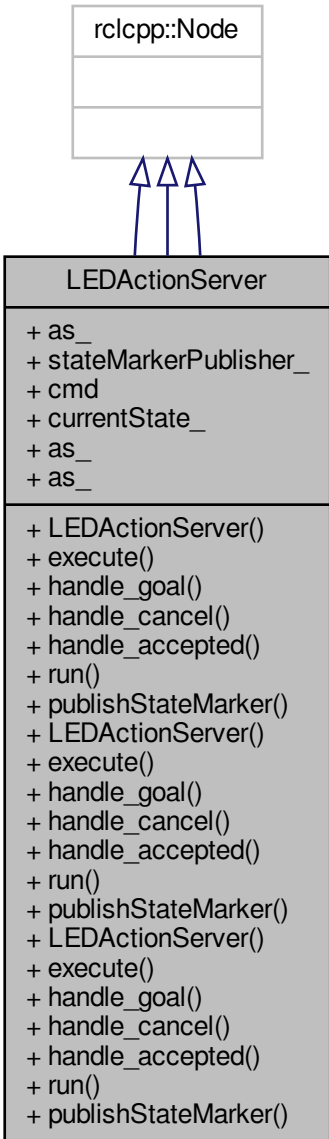 rclcpp::Node
LEDActionServer
+ as_
+ stateMarkerPublisher_
+ cmd
+ currentState_
+ as_
+ as_
+ LEDActionServer()
+ execute()
+ handle_goal()
+ handle_cancel()
+ handle_accepted()
+ run()
+ publishStateMarker()
+ LEDActionServer()
+ execute()
+ handle_goal()
+ handle_cancel()
+ handle_accepted()
+ run()
+ publishStateMarker()
+ LEDActionServer()
+ execute()
+ handle_goal()
+ handle_cancel()
+ handle_accepted()
+ run()
+ publishStateMarker()